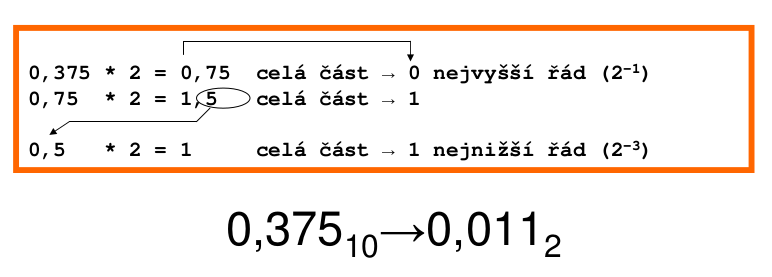 0,375 * 2 = 0,75 celá část → 0 nejvyšší řád (2⁻¹)
0,75 * 2 = 1,5 celá část → 1
0,5 * 2 = 1 celá část → 1 nejnižší řád (2⁻³)
0,375₁₀→0,011₂